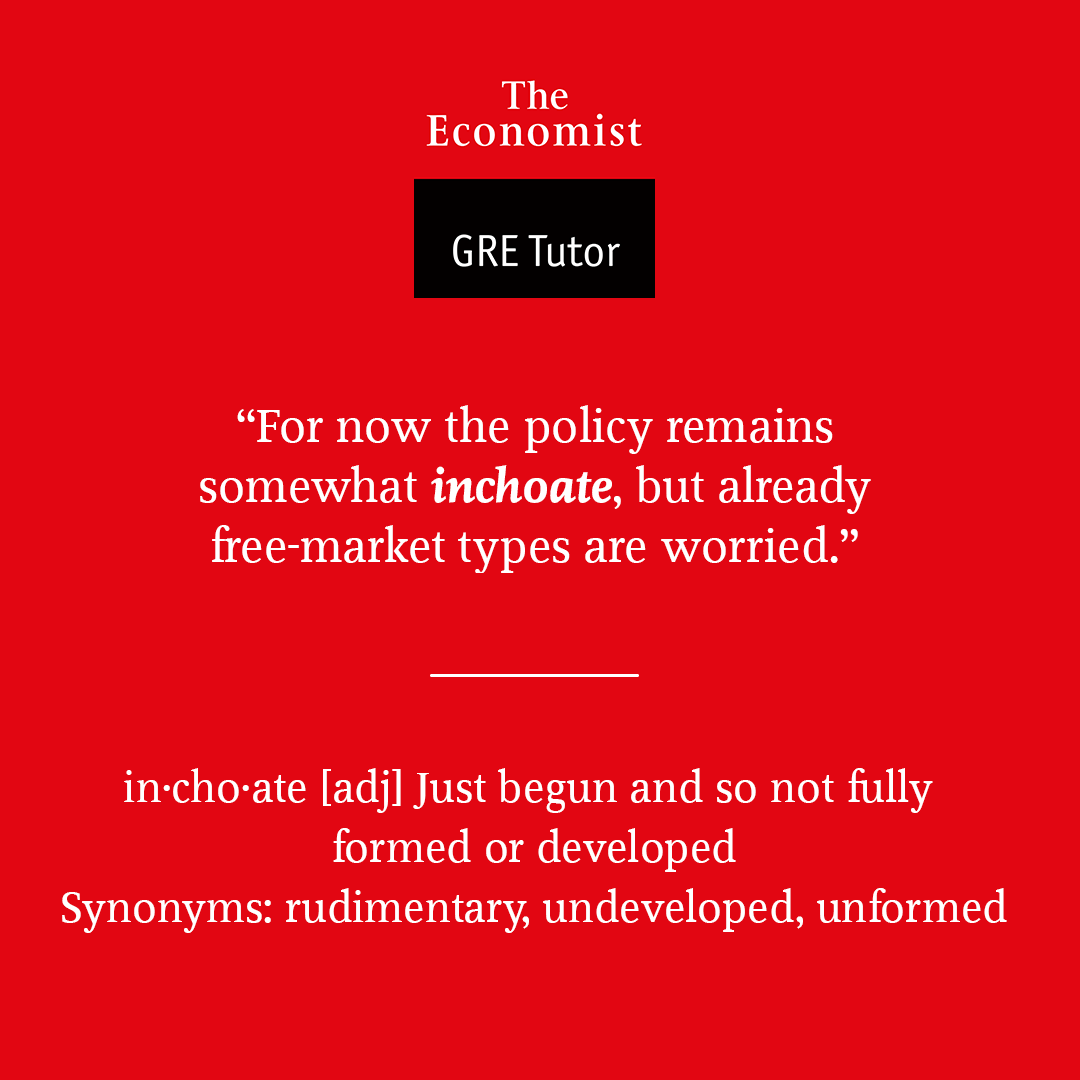 The
Economist
GRE Tutor
“For now the policy remains
somewhat inchoate, but already
free-market types are worried.”
in·cho·ate [adj] Just begun and so not fully
formed or developed
Synonyms: rudimentary, undeveloped, unformed